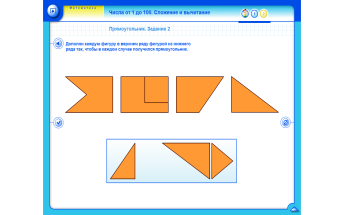 Математика
Числа от 1 до 100. Сложение и вычитание
Прямоугольник. Задание 2
Дополни каждую фигуру в верхнем ряду фигурой из нижнего
ряда так, чтобы в каждом случае получился прямоугольник.